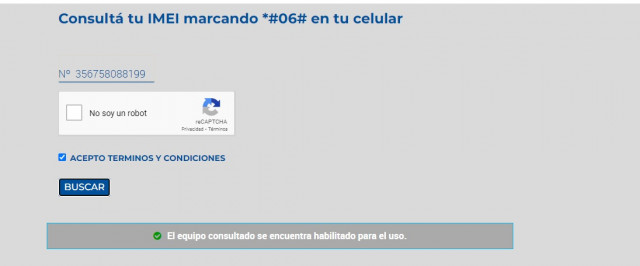 Consultá tu IMEI marcando *#06# en tu celular
Nº 356758088199
No soy un robot
reCAPTCHA
Privacidad - Términos
ACEPTO TERMINOS Y CONDICIONES
BUSCAR
El equipo consultado se encuentra habilitado para el uso.